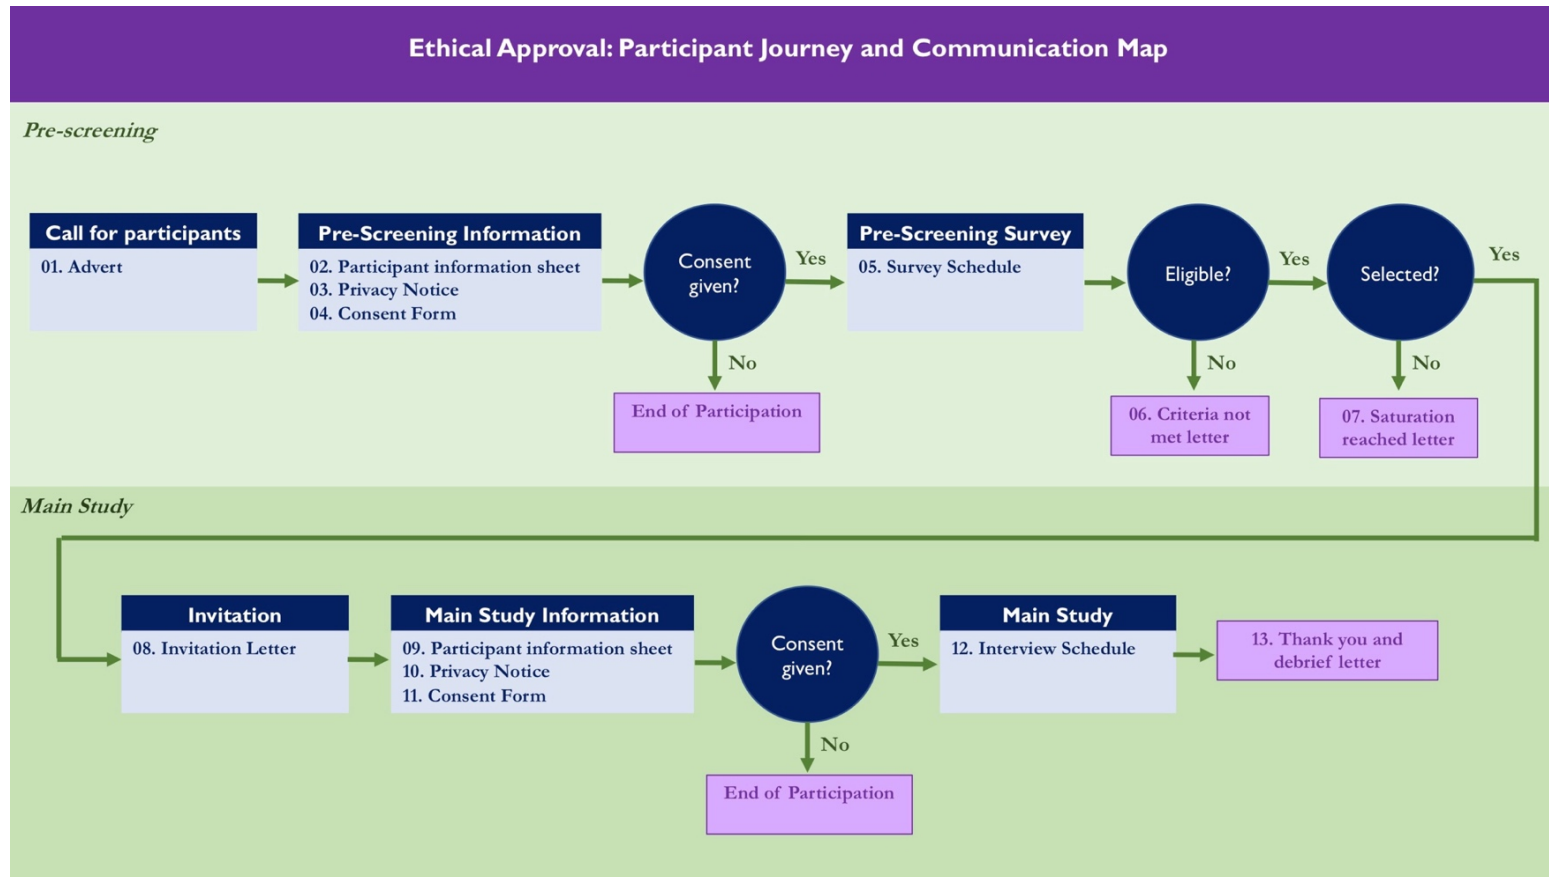 Ethical Approval: Participant Journey and Communication Map
Pre-screening
Call for participants
01. Advert
Pre-Screening Information
02. Participant information sheet
03. Privacy Notice
04. Consent Form
Consent
given?
Yes
No
End of Participation
Pre-Screening Survey
05. Survey Schedule
Eligible?
Yes
No
06. Criteria not
met letter
Selected?
Yes
No
07. Saturation
reached letter
Main Study
Invitation
08. Invitation Letter
Main Study Information
09. Participant information sheet
10. Privacy Notice
11. Consent Form
Consent
given?
Yes
No
End of Participation
Main Study
12. Interview Schedule
13. Thank you and
debrief letter